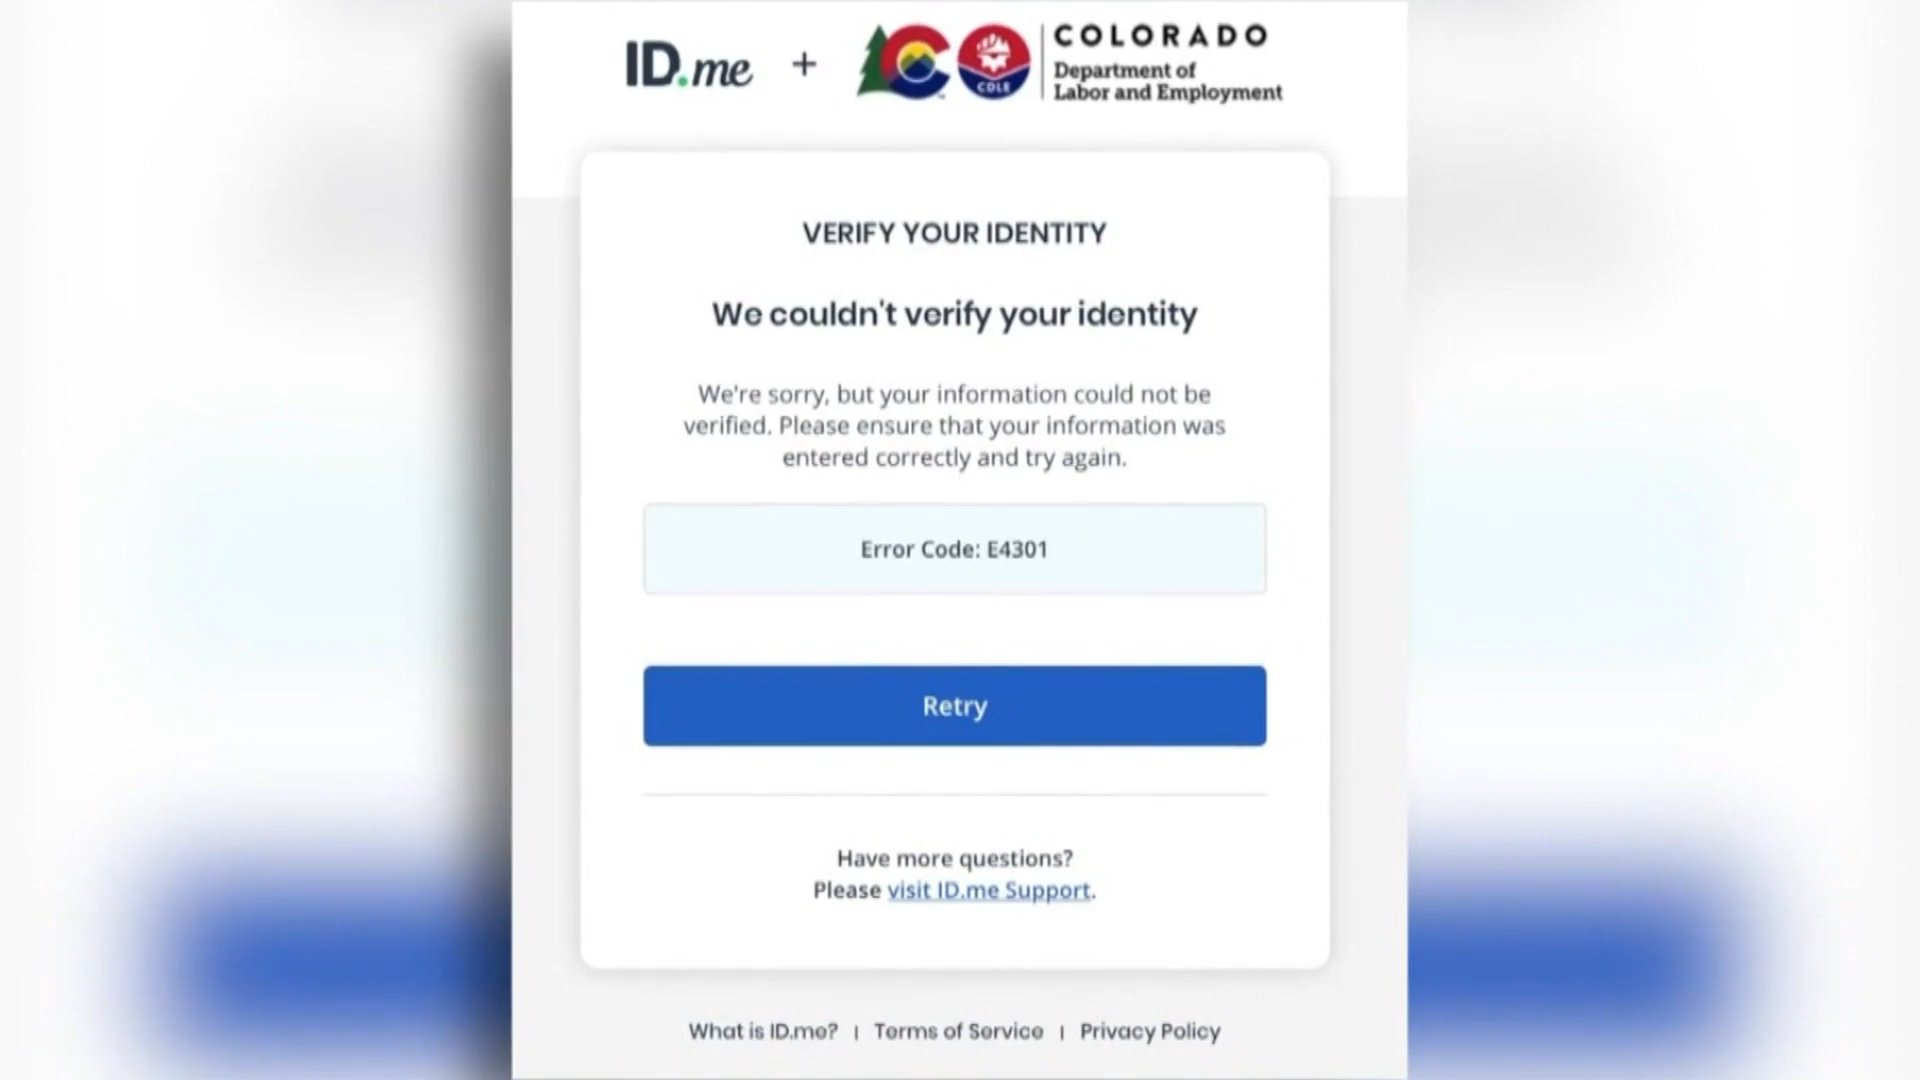 ID.me + COLORADO
CDLE
Department of
Labor and Employment
VERIFY YOUR IDENTITY
We couldn't verify your identity
We're sorry, but your information could not be
verified. Please ensure that your information was
entered correctly and try again.
Error Code: E4301
Retry
Have more questions?
Please visit ID.me Support.
What is ID.me? | Terms of Service | Privacy Policy